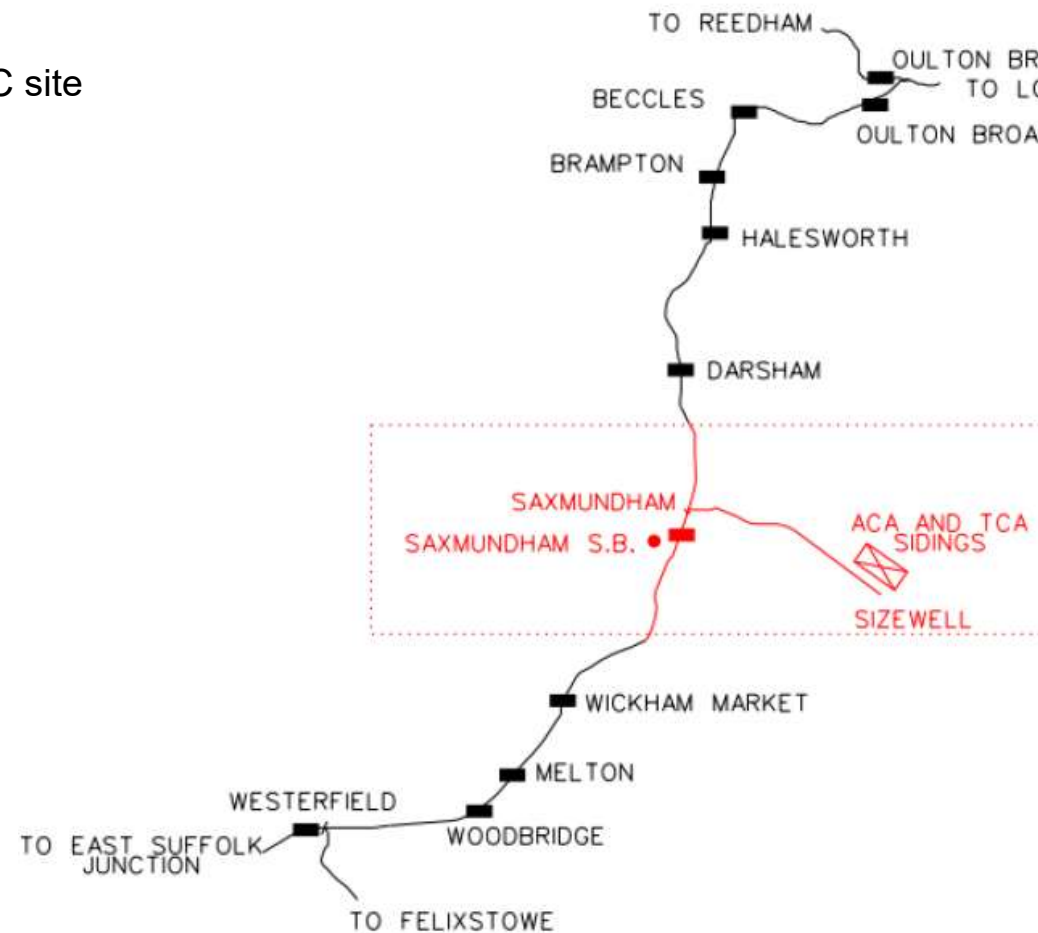 TO REEDHAM
C site
OULTON BR
TO LO
BECCLES
OULTON BROA
BRAMPTON
HALESWORTH
DARSHAM
SAXMUNDHAM
ACA AND TCA
SIDINGS
SAXMUNDHAM S.B.
SIZEWELL
WICKHAM MARKET
MELTON
WESTERFIELD
WOODBRIDGE
TO EAST SUFFOLK
JUNCTION
TO FELIXSTOWE